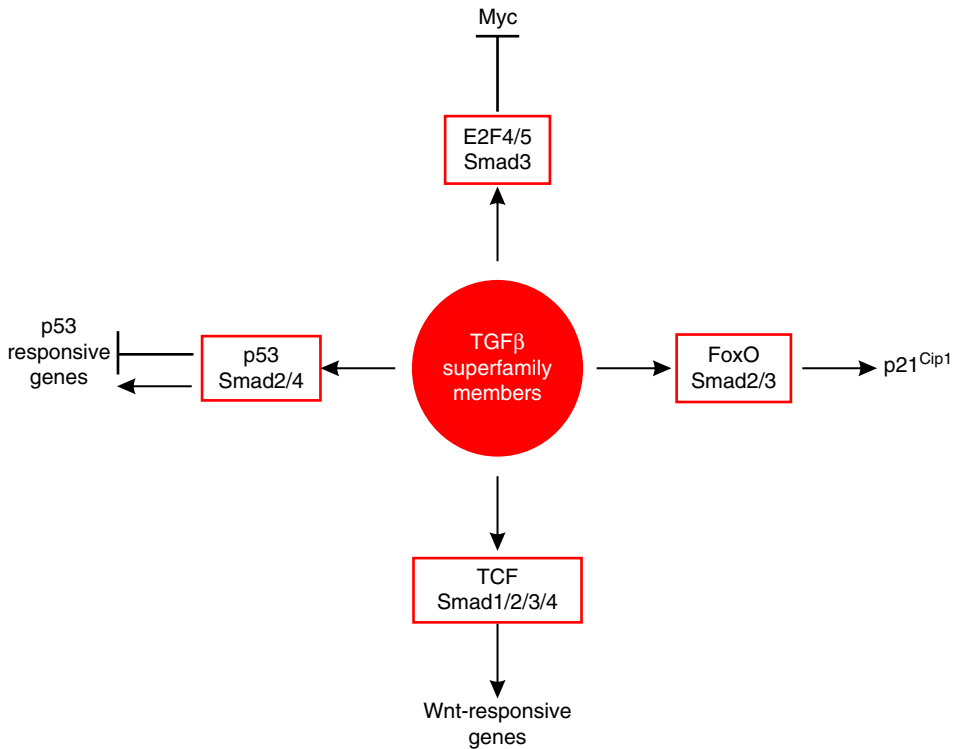 Myc
E2F4/5
Smad3
p53
responsive
genes
p53
Smad2/4
TGFβ
superfamily
members
FoxO
Smad2/3
p21Cip1
TCF
Smad1/2/3/4
Wnt-responsive
genes